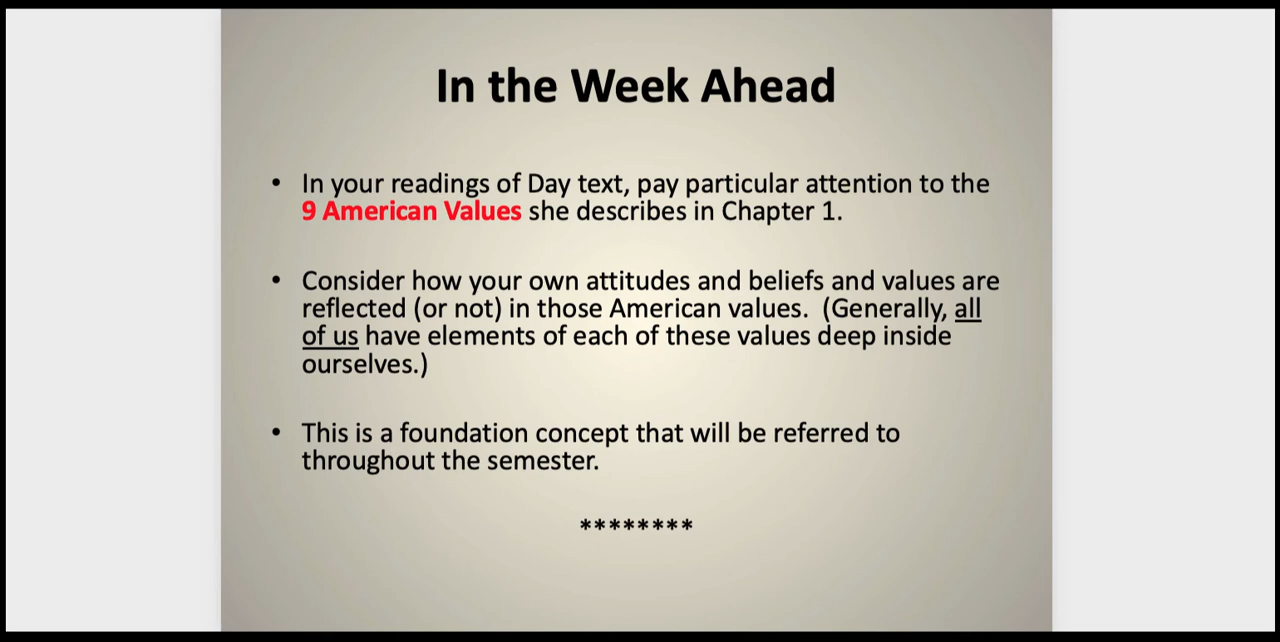 In the Week Ahead
• In your readings of Day text, pay particular attention to the
9 American Values she describes in Chapter 1.
• Consider how your own attitudes and beliefs and values are
reflected (or not) in those American values.  (Generally, all
of us have elements of each of these values deep inside
ourselves.)
• This is a foundation concept that will be referred to
throughout the semester.
********